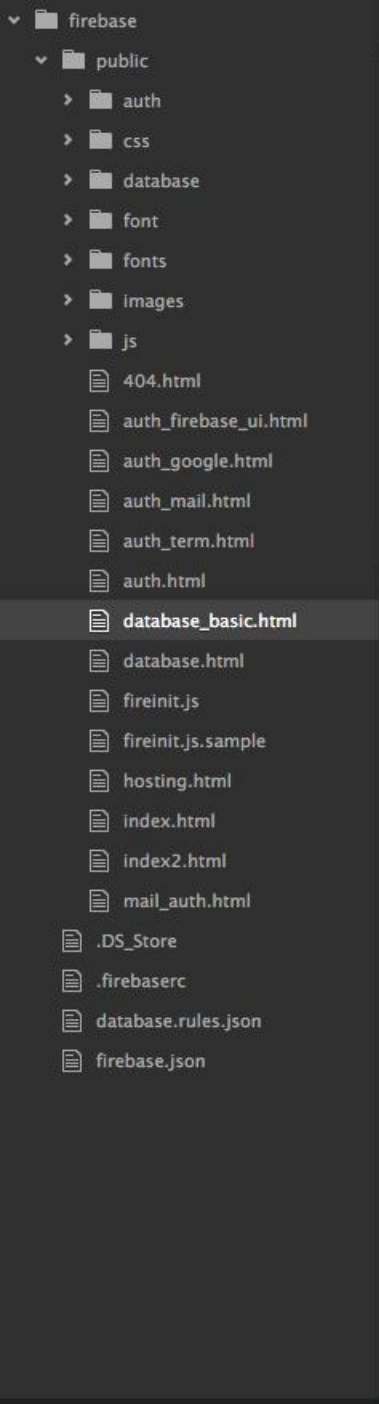 firebase
public
auth
css
database
font
fonts
images
js
404.html
auth_firebase_ui.html
auth_google.html
auth_mail.html
auth_term.html
auth.html
database_basic.html
database.html
fireinit.js
fireinit.js.sample
hosting.html
index.html
index2.html
mail_auth.html
.DS_Store
.firebaserc
database.rules.json
firebase.json